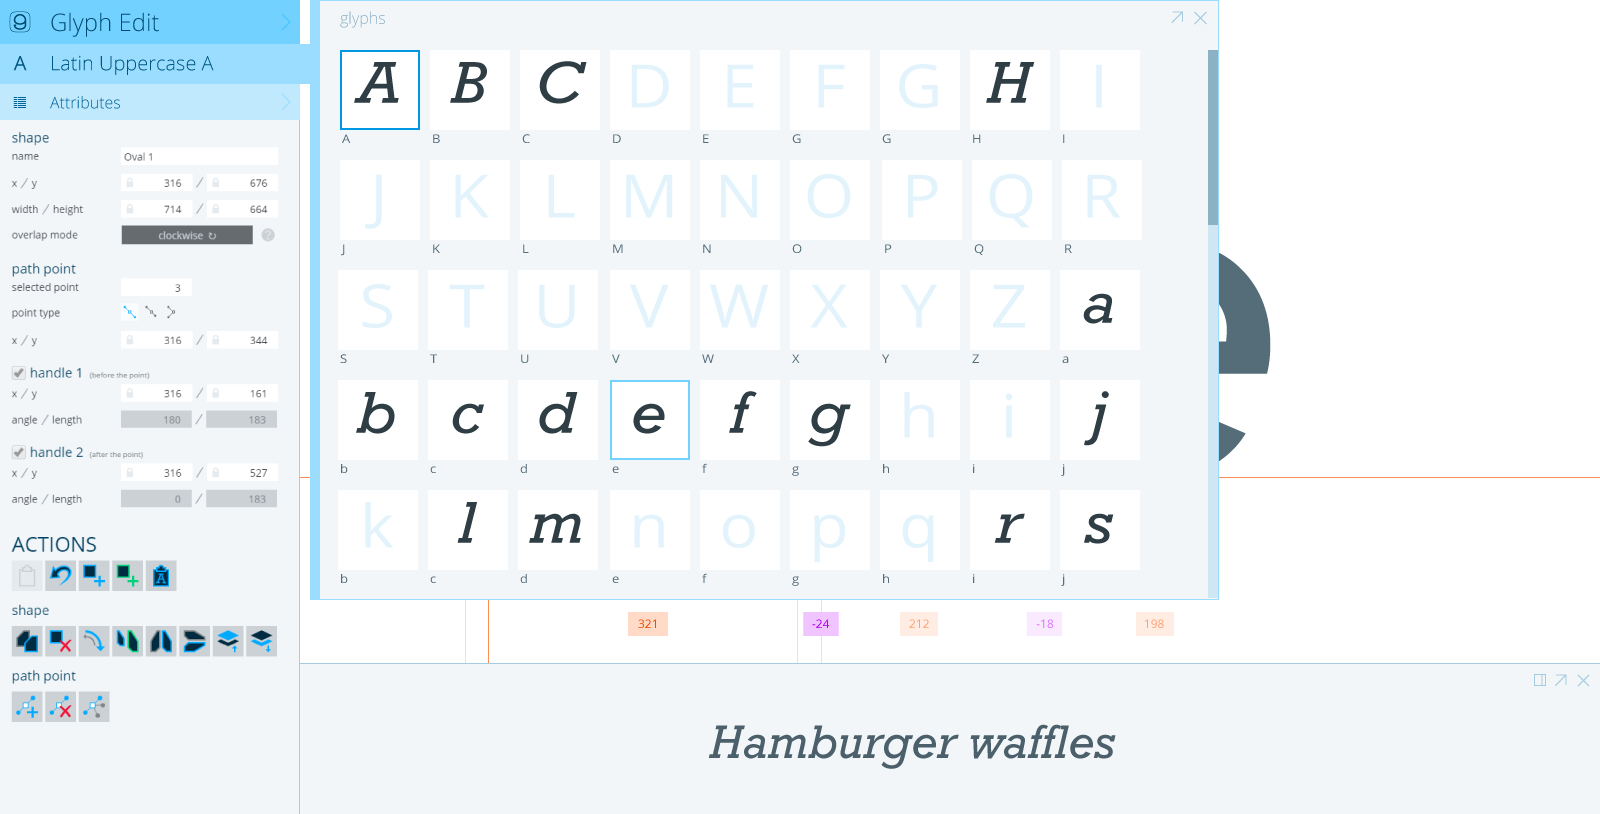 Glyph Edit
A Latin Uppercase A
Attributes
shape
name Oval 1
x / y 316 / 676
width / height 714 / 664
overlap mode clockwise ↻ ?
path point
selected point 3
point type
x / y 316 / 344
handle 1 (before the point)
x / y 316 / 161
angle / length 180 / 183
handle 2 (after the point)
x / y 316 / 527
angle / length 0 / 183
ACTIONS
A
shape
path point
glyphs
A B C D E F G H I
A B C D E G G H I
J K L M N O P Q R
J K L M N O P Q R
S T U V W X Y Z a
S T U V W X Y Z a
b c d e f g h i j
b c d e f g h i j
k l m n o p q r s
b c d e f g h i j
e
321 -24 212 -18 198
Hamburger waffles